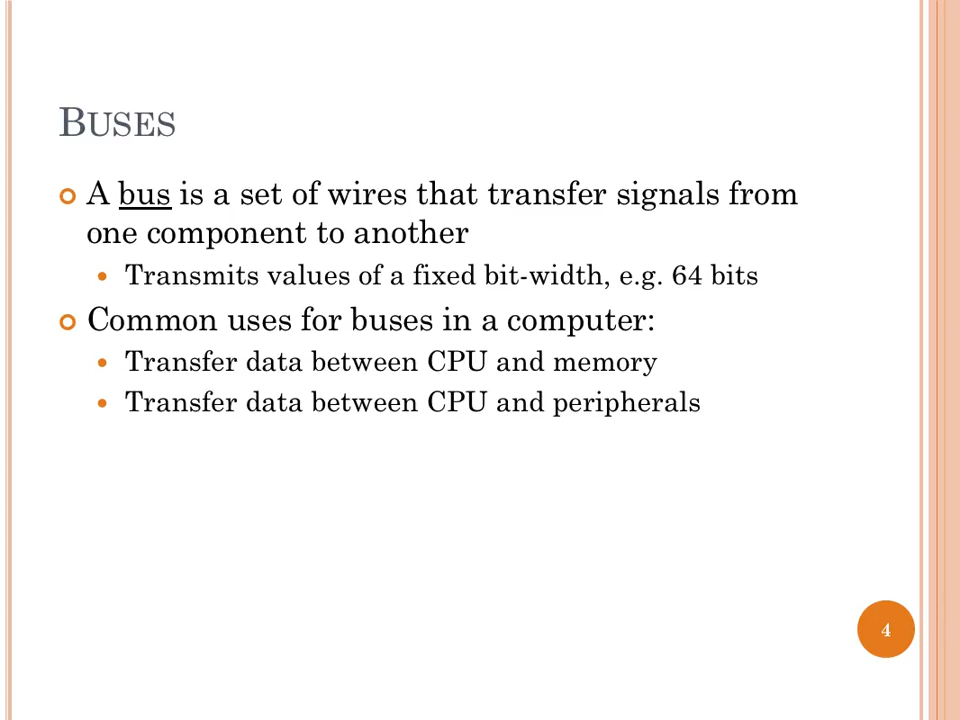 BUSES
A bus is a set of wires that transfer signals from
one component to another
Transmits values of a fixed bit-width, e.g. 64 bits
Common uses for buses in a computer:
Transfer data between CPU and memory
Transfer data between CPU and peripherals
4